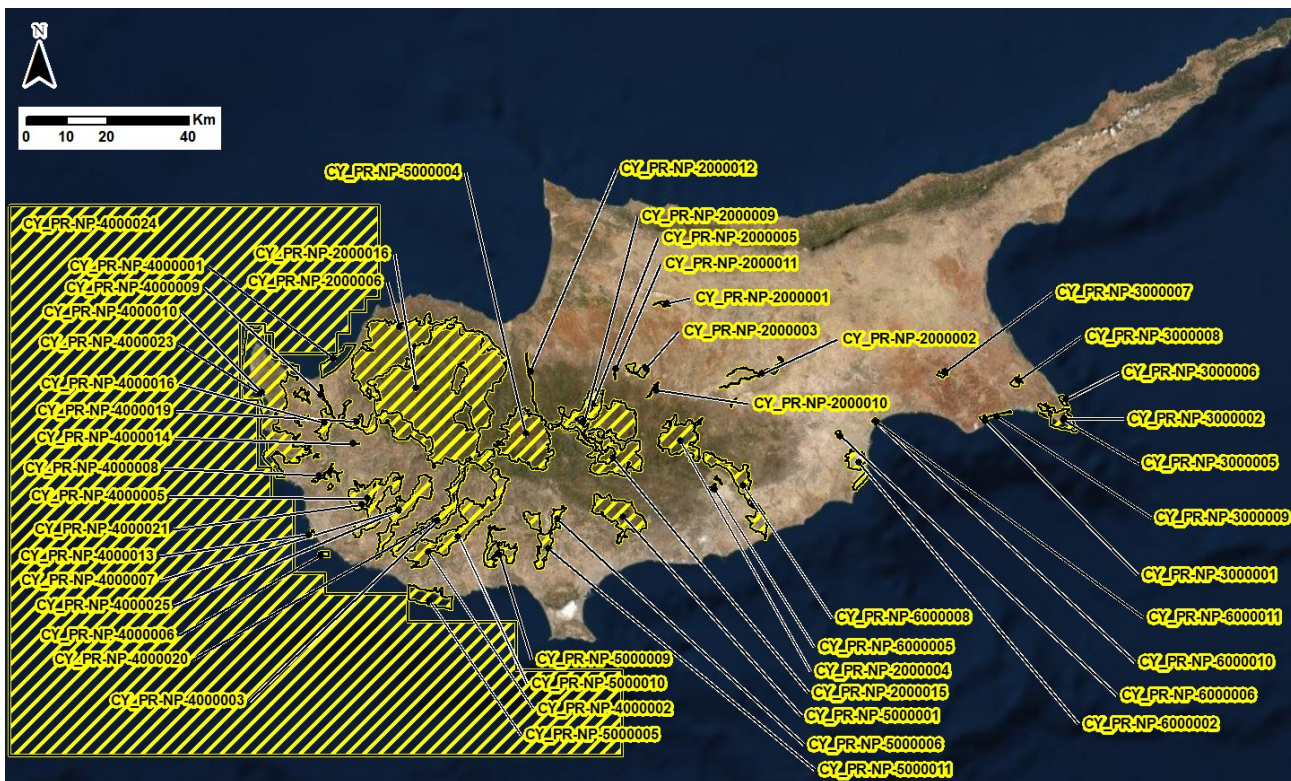 N
Km
0 10 20 40
CY_PR-NP-5000004
CY_PR-NP-2000012
CY_PR-NP-2000009
CY_PR-NP-4000024
CY_PR-NP-2000005
CY_PR-NP-2000016
CY_PR-NP-4000001
CY_PR-NP-2000011
CY_PR-NP-2000006
CY_PR-NP-4000009
CY_PR-NP-3000007
CY_PR-NP-2000001
CY_PR-NP-4000010
CY_PR-NP-2000003
CY_PR-NP-3000008
CY_PR-NP-2000002
CY_PR-NP-4000023
CY_PR-NP-3000006
CY_PR-NP-4000016
CY_PR-NP-2000010
CY_PR-NP-4000019
CY_PR-NP-3000002
CY_PR-NP-4000014
CY_PR-NP-3000005
CY_PR-NP-4000008
CY_PR-NP-4000005
CY_PR-NP-3000009
CY_PR-NP-4000021
CY_PR-NP-4000013
CY_PR-NP-3000001
CY_PR-NP-4000007
CY_PR-NP-4000025
CY_PR-NP-6000008
CY_PR-NP-6000011
CY_PR-NP-4000006
CY_PR-NP-6000005
CY_PR-NP-4000020
CY_PR-NP-5000009
CY_PR-NP-6000010
CY_PR-NP-2000004
CY_PR-NP-5000010
CY_PR-NP-2000015
CY_PR-NP-6000006
CY_PR-NP-4000003
CY_PR-NP-4000002
CY_PR-NP-5000001
CY_PR-NP-6000002
CY_PR-NP-5000005
CY_PR-NP-5000006
CY_PR-NP-5000011